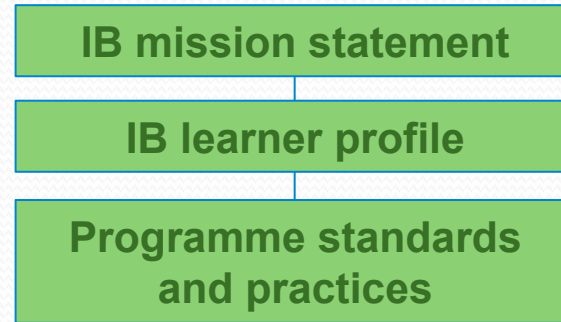 IB mission statement
IB learner profile
Programme standards
and practices